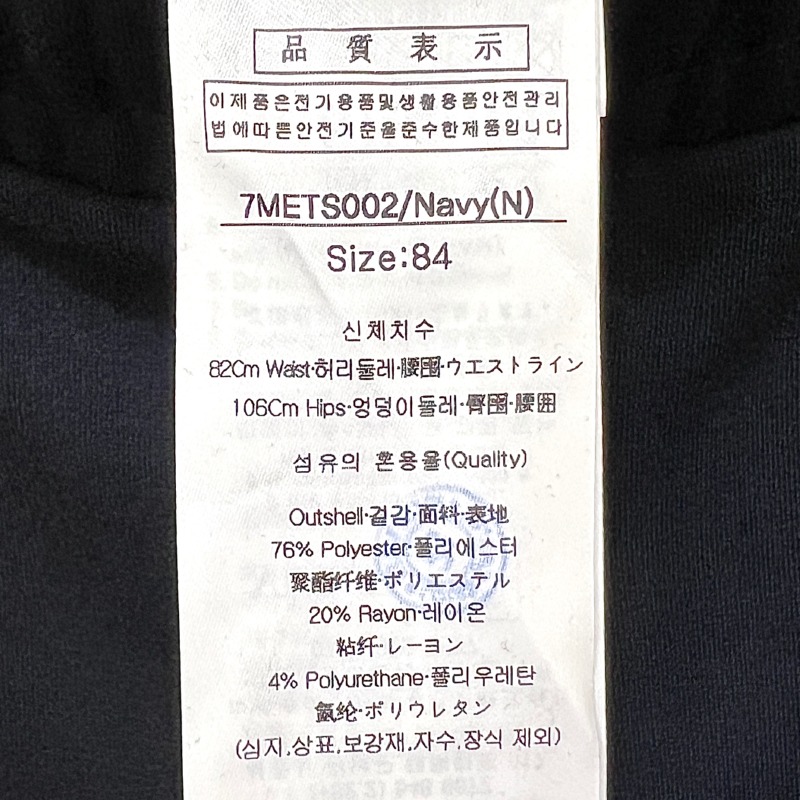 品質表示
이제품은전기용품및생활용품안전관리
법에따른안전기준을준수한제품입니다
7METS002/Navy(N)
Size:84
신체치수
82Cm Waist·허리둘레·腰围·ウエストライン
106Cm Hips·엉덩이둘레·臀围·腰囲
섬유의 혼용율(Quality)
Outshell·겉감·面料·表地
76% Polyester·폴리에스터
聚酯纤维·ポリエステル
20% Rayon·레이온
粘纤·レーヨン
4% Polyurethane·폴리우레탄
氨纶·ポリウレタン
(심지,상표,보강재,자수,장식 제외)